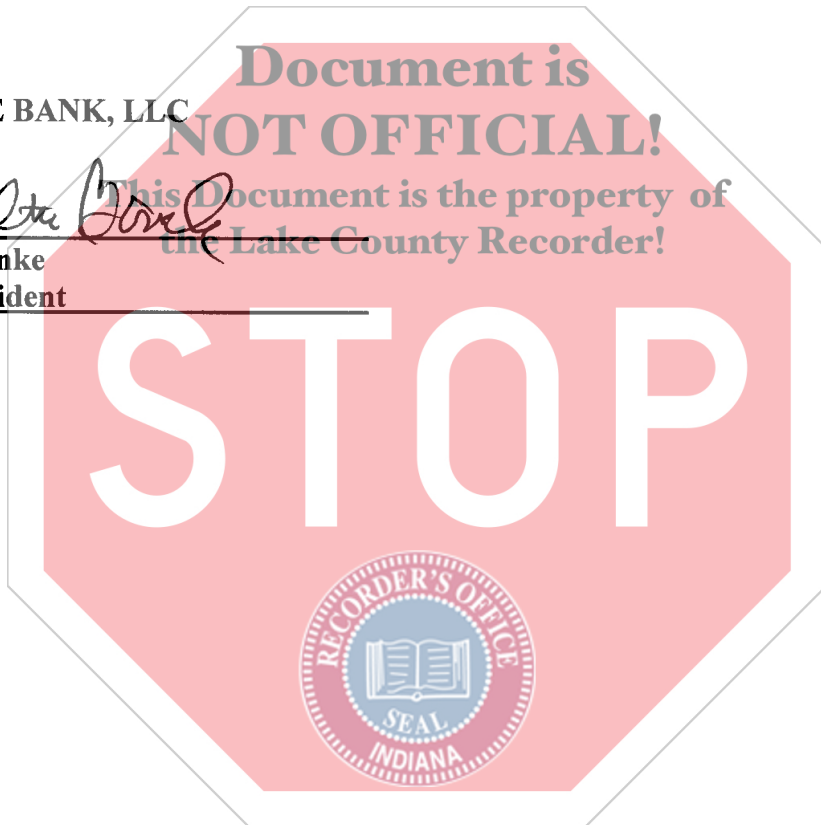 Document is
E BANK, LLC
NOT OFFICIAL!
This Document is the property of
the Lake County Recorder!
nke
ident
STOP
RECORDER'S OFFICE
SEAL
INDIANA